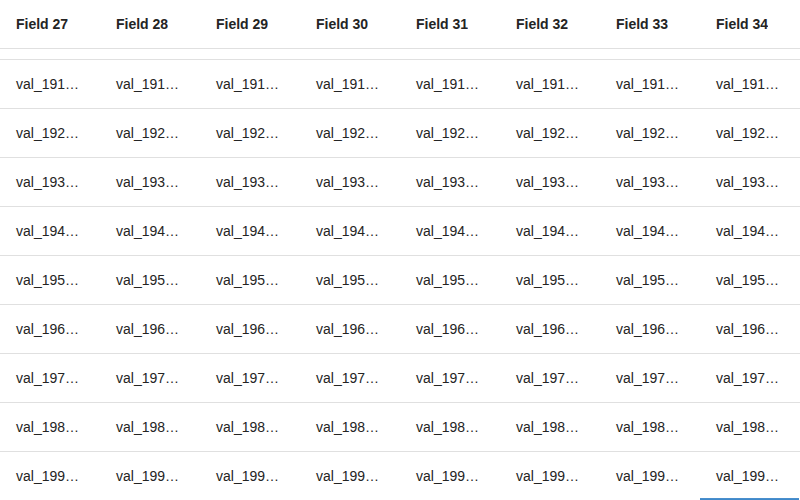 Field 27 Field 28 Field 29 Field 30 Field 31 Field 32 Field 33 Field 34
val_191… val_191… val_191… val_191… val_191… val_191… val_191… val_191…
val_192… val_192… val_192… val_192… val_192… val_192… val_192… val_192…
val_193… val_193… val_193… val_193… val_193… val_193… val_193… val_193…
val_194… val_194… val_194… val_194… val_194… val_194… val_194… val_194…
val_195… val_195… val_195… val_195… val_195… val_195… val_195… val_195…
val_196… val_196… val_196… val_196… val_196… val_196… val_196… val_196…
val_197… val_197… val_197… val_197… val_197… val_197… val_197… val_197…
val_198… val_198… val_198… val_198… val_198… val_198… val_198… val_198…
val_199… val_199… val_199… val_199… val_199… val_199… val_199… val_199…